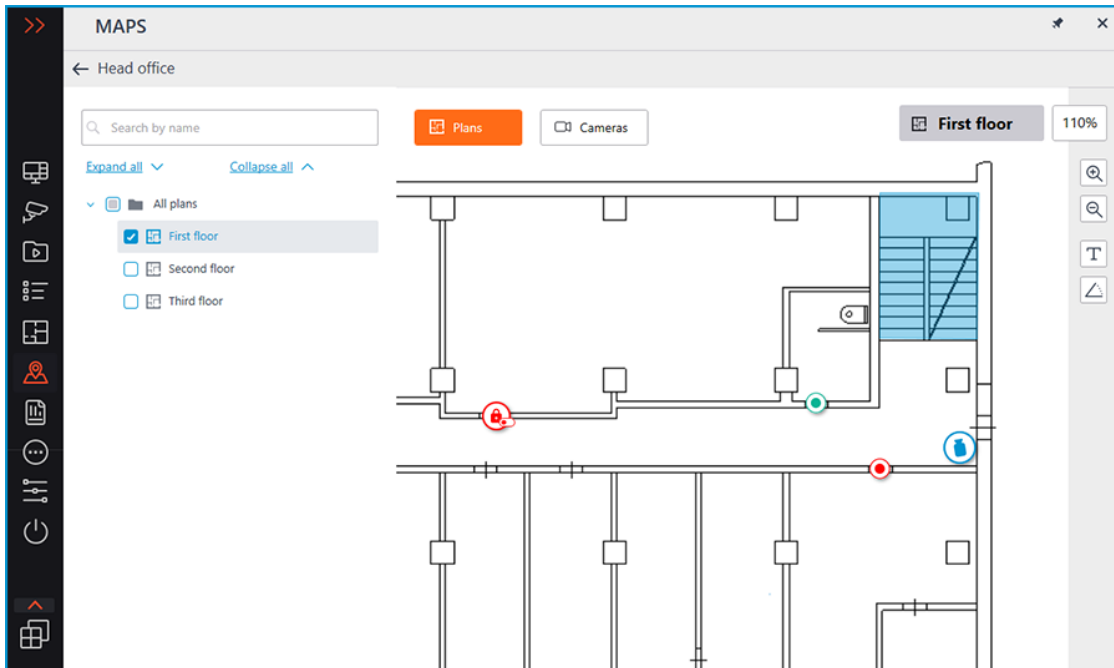 MAPS
Head office
Search by name
Plans
Cameras
First floor
110%
Expand all
Collapse all
All plans
First floor
Second floor
Third floor
T